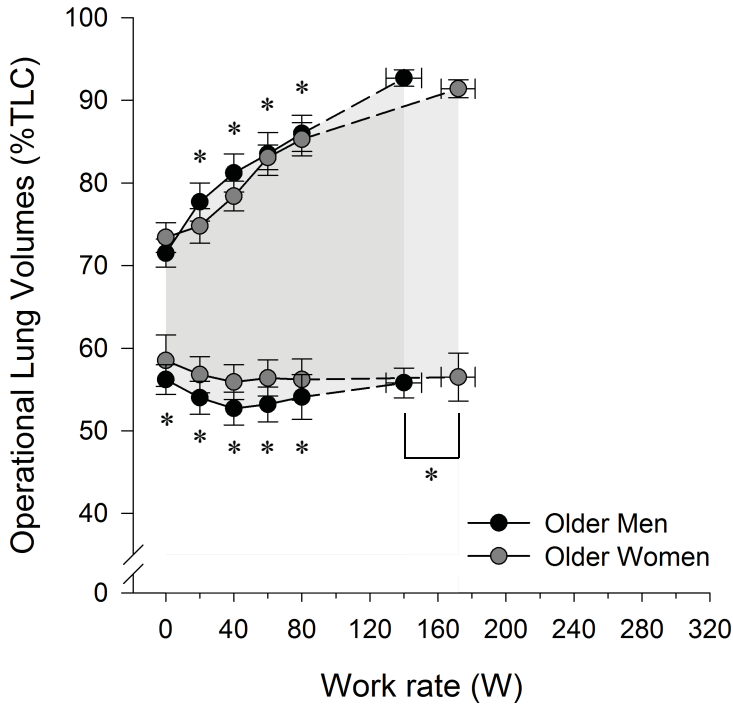 Operational Lung Volumes (%TLC)
100
90
80
70
60
50
40
0
* * * *
* * * * *
*
Older Men
Older Women
0 40 80 120 160 200 240 280 320
Work rate (W)